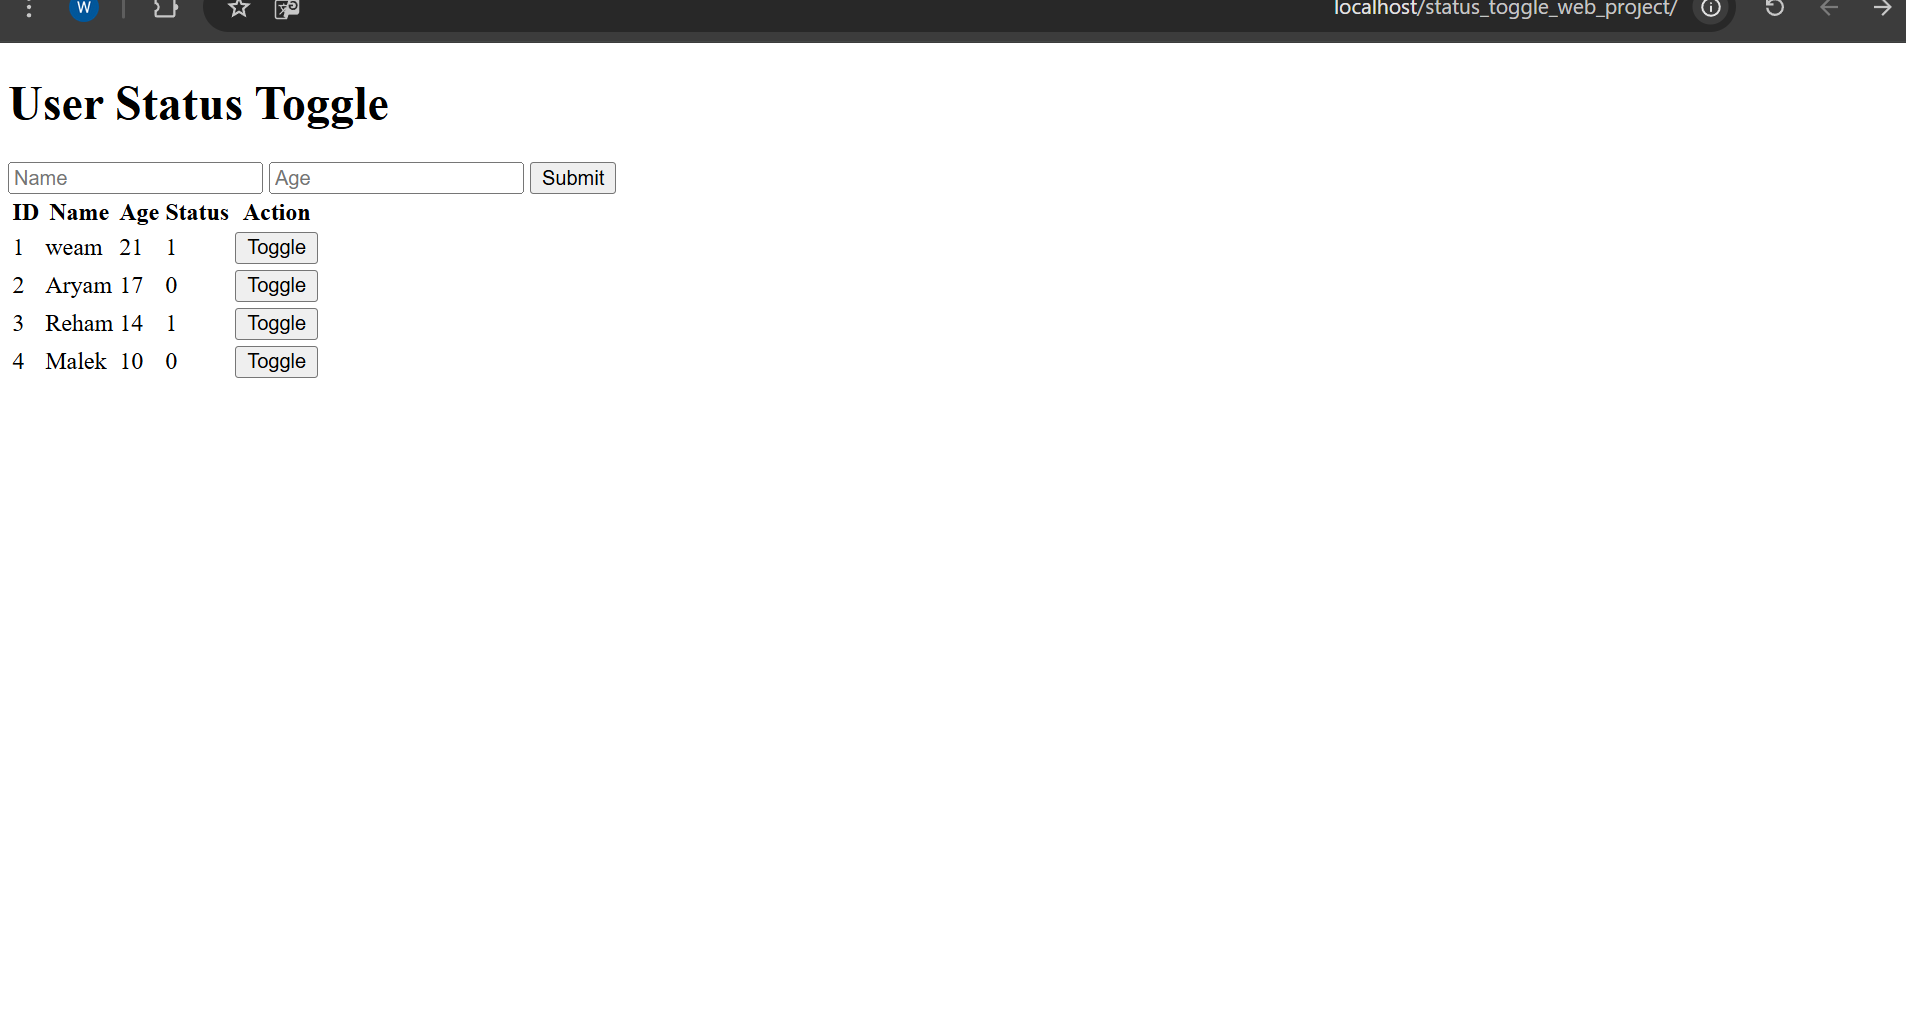 W localhost/status_toggle_web_project/
User Status Toggle
Name Age Submit
ID Name Age Status Action
1 weam 21 1 Toggle
2 Aryam 17 0 Toggle
3 Reham 14 1 Toggle
4 Malek 10 0 Toggle